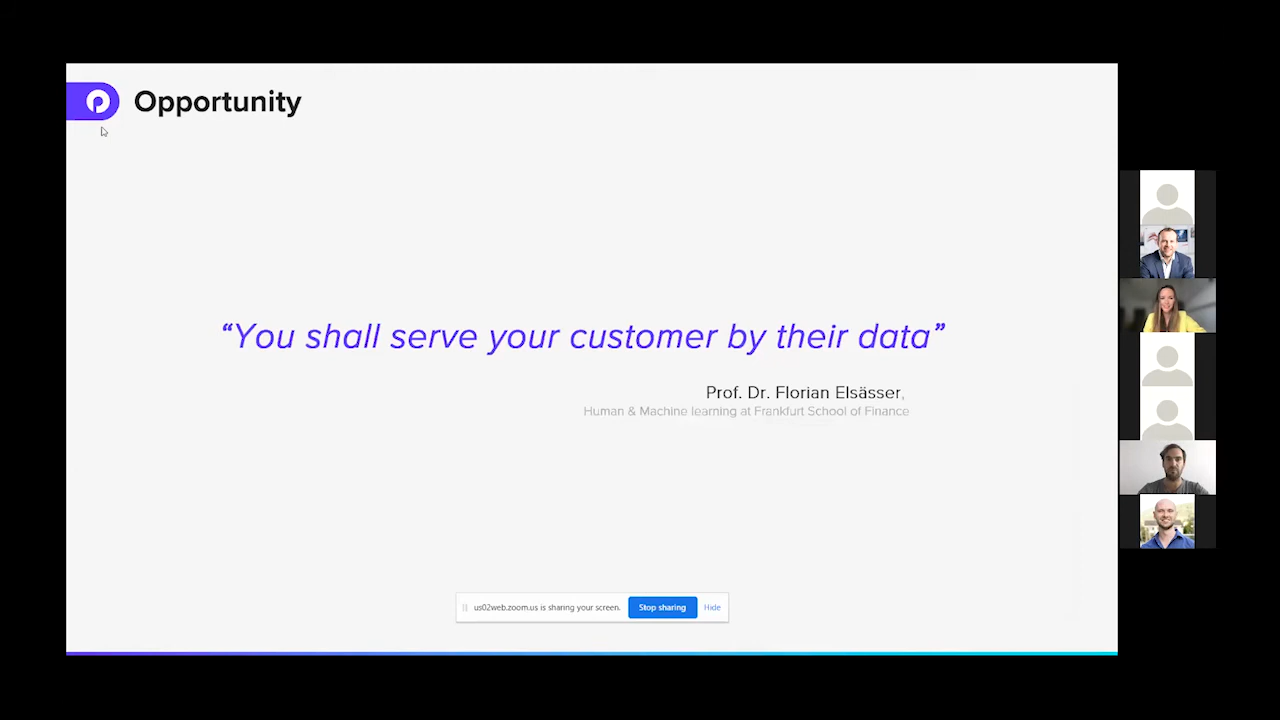 Opportunity
“You shall serve your customer by their data”
Prof. Dr. Florian Elsässer,
Human & Machine learning at Frankfurt School of Finance
us02web.zoom.us is sharing your screen.
Stop sharing
Hide